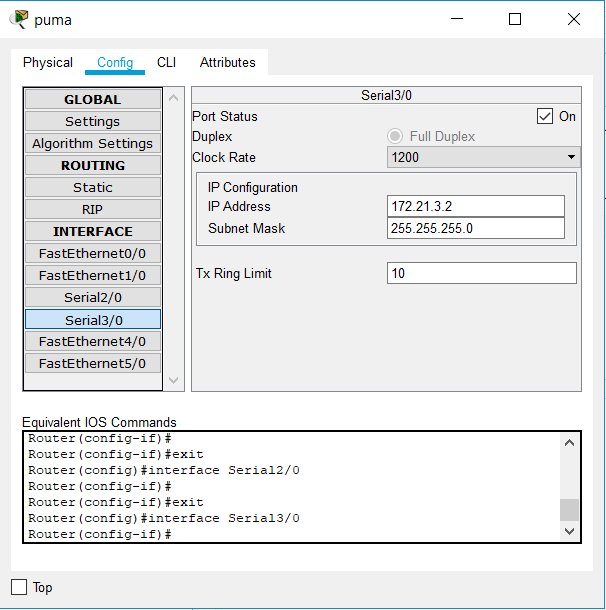 puma
Physical Config CLI Attributes
GLOBAL
Settings
Algorithm Settings
ROUTING
Static
RIP
INTERFACE
FastEthernet0/0
FastEthernet1/0
Serial2/0
Serial3/0
FastEthernet4/0
FastEthernet5/0
Serial3/0
Port Status On
Duplex Full Duplex
Clock Rate 1200
IP Configuration
IP Address 172.21.3.2
Subnet Mask 255.255.255.0
Tx Ring Limit 10
Equivalent IOS Commands
Router(config-if)#
Router(config-if)#exit
Router(config)#interface Serial2/0
Router(config-if)#
Router(config-if)#exit
Router(config)#interface Serial3/0
Router(config-if)#
Top